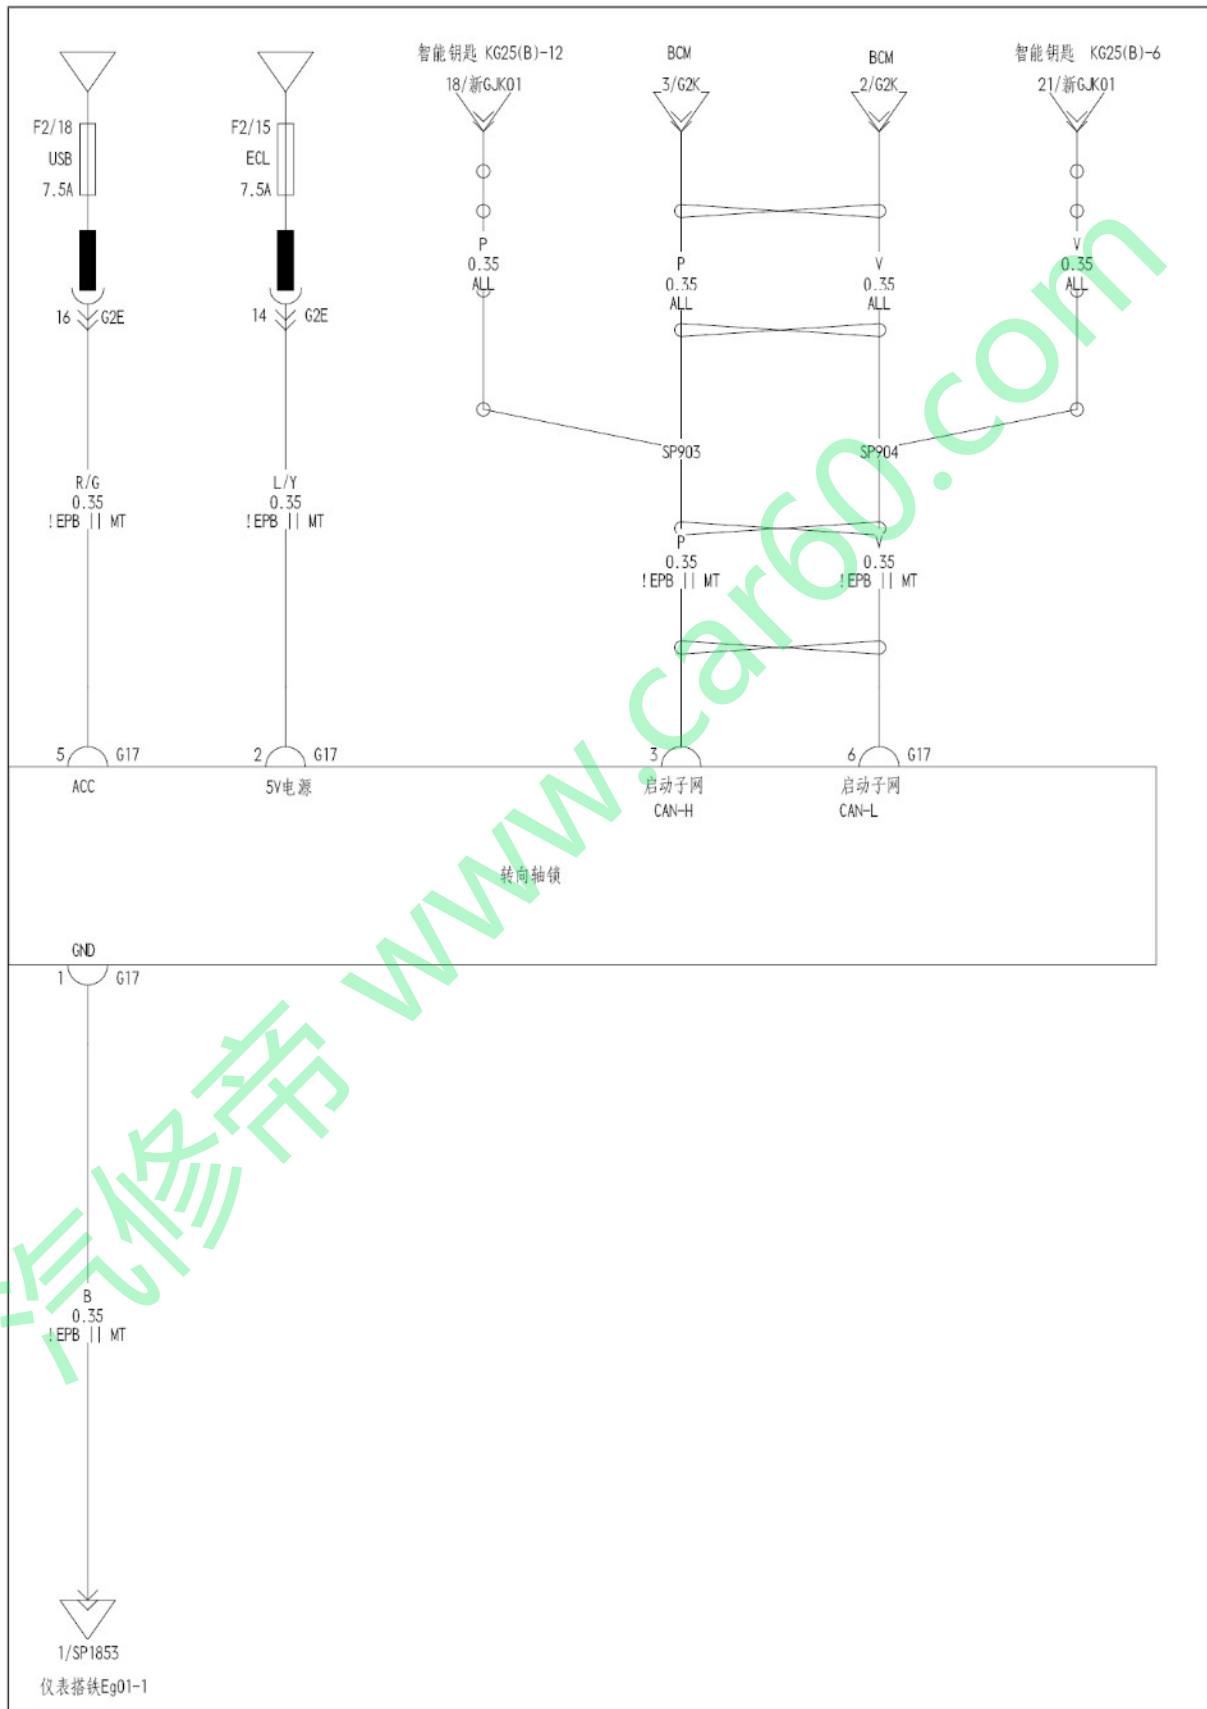 智能钥匙 KG25(B)-12
BCM
BCM
智能钥匙 KG25(B)-6
18/新GJK01
3/G2K
2/G2K
21/新GJK01
F2/18
USB
7.5A
F2/15
ECL
7.5A
P
0.35
ALL
P
0.35
ALL
V
0.35
ALL
V
0.35
ALL
16
G2E
14
G2E
SP903
SP904
R/G
0.35
!EPB || MT
L/Y
0.35
!EPB || MT
P
0.35
!EPB || MT
V
0.35
!EPB || MT
5
G17
2
G17
3
6
G17
ACC
5V电源
启动子网
CAN-H
启动子网
CAN-L
转向轴锁
GND
1
G17
B
0.35
!EPB || MT
1/SP1853
仪表搭铁Eg01-1
汽修帝 www.car60.com